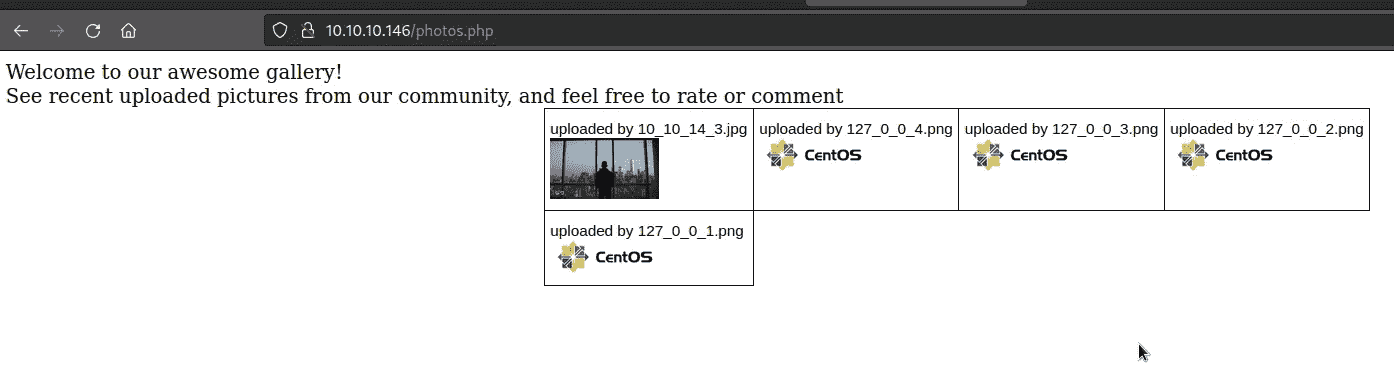 10.10.10.146/photos.php
Welcome to our awesome gallery!
See recent uploaded pictures from our community, and feel free to rate or comment
uploaded by 10_10_14_3.jpg
uploaded by 127_0_0_4.png
CentOS
uploaded by 127_0_0_3.png
CentOS
uploaded by 127_0_0_2.png
CentOS
uploaded by 127_0_0_1.png
CentOS